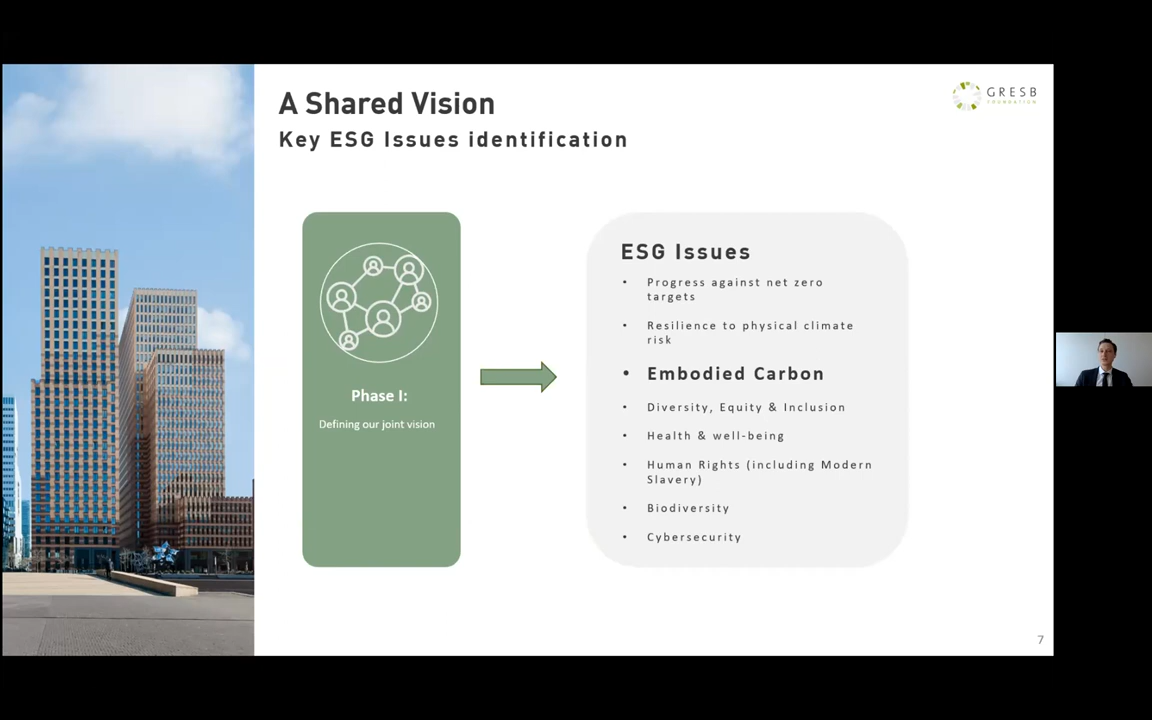 A Shared Vision
Key ESG Issues identification
GRESB
FOUNDATION
Phase I:
Defining our joint vision
ESG Issues
• Progress against net zero
targets
• Resilience to physical climate
risk
• Embodied Carbon
• Diversity, Equity & Inclusion
• Health & well-being
• Human Rights (including Modern
Slavery)
• Biodiversity
• Cybersecurity
7